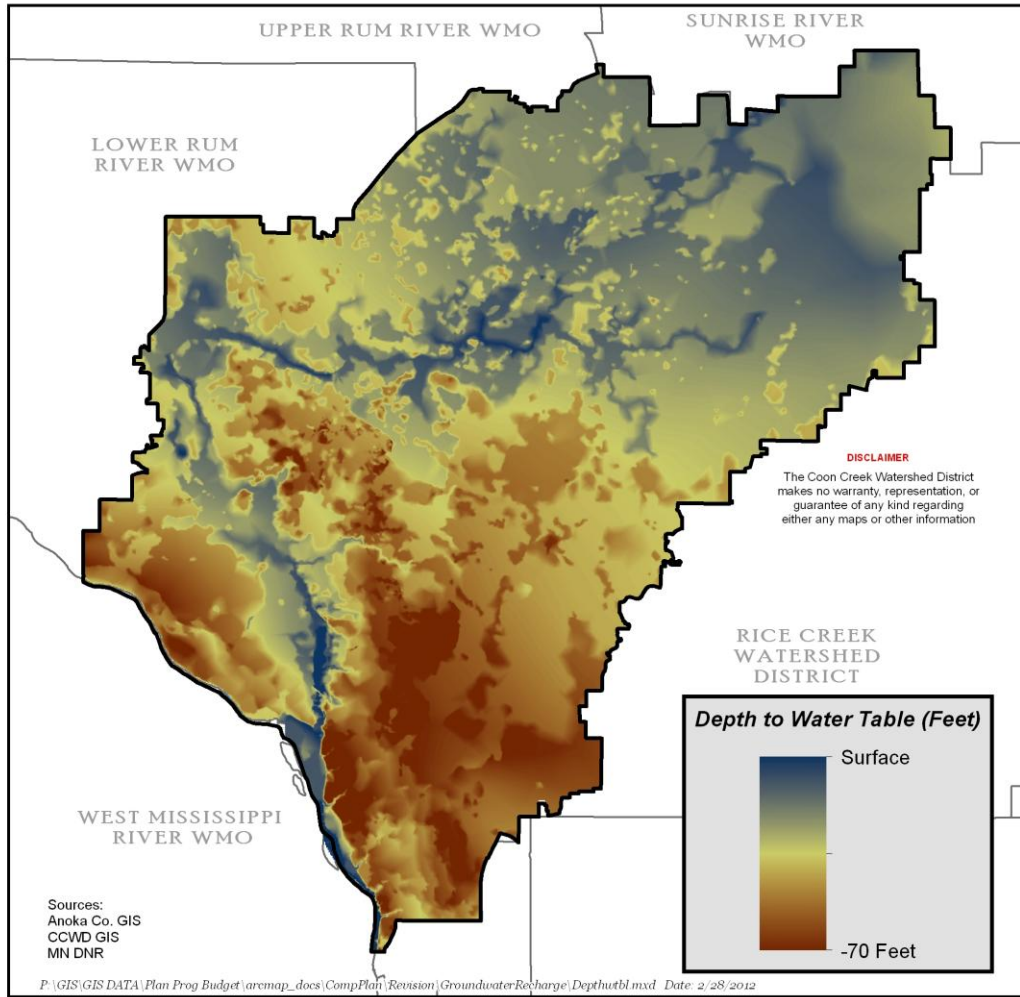 UPPER RUM RIVER WMO
SUNRISE RIVER
WMO
LOWER RUM
RIVER WMO
DISCLAIMER
The Coon Creek Watershed District
makes no warranty, representation, or
guarantee of any kind regarding
either any maps or other information
RICE CREEK
WATERSHED
DISTRICT
Depth to Water Table (Feet)
Surface
-70 Feet
WEST MISSISSIPPI
RIVER WMO
Sources:
Anoka Co. GIS
CCWD GIS
MN DNR
P:\GIS\GIS DATA\Plan Prog Budget\arcmap_docs\CompPlan\Revision\GroundwaterRecharge\Depthwtbl.mxd Date: 2/28/2012